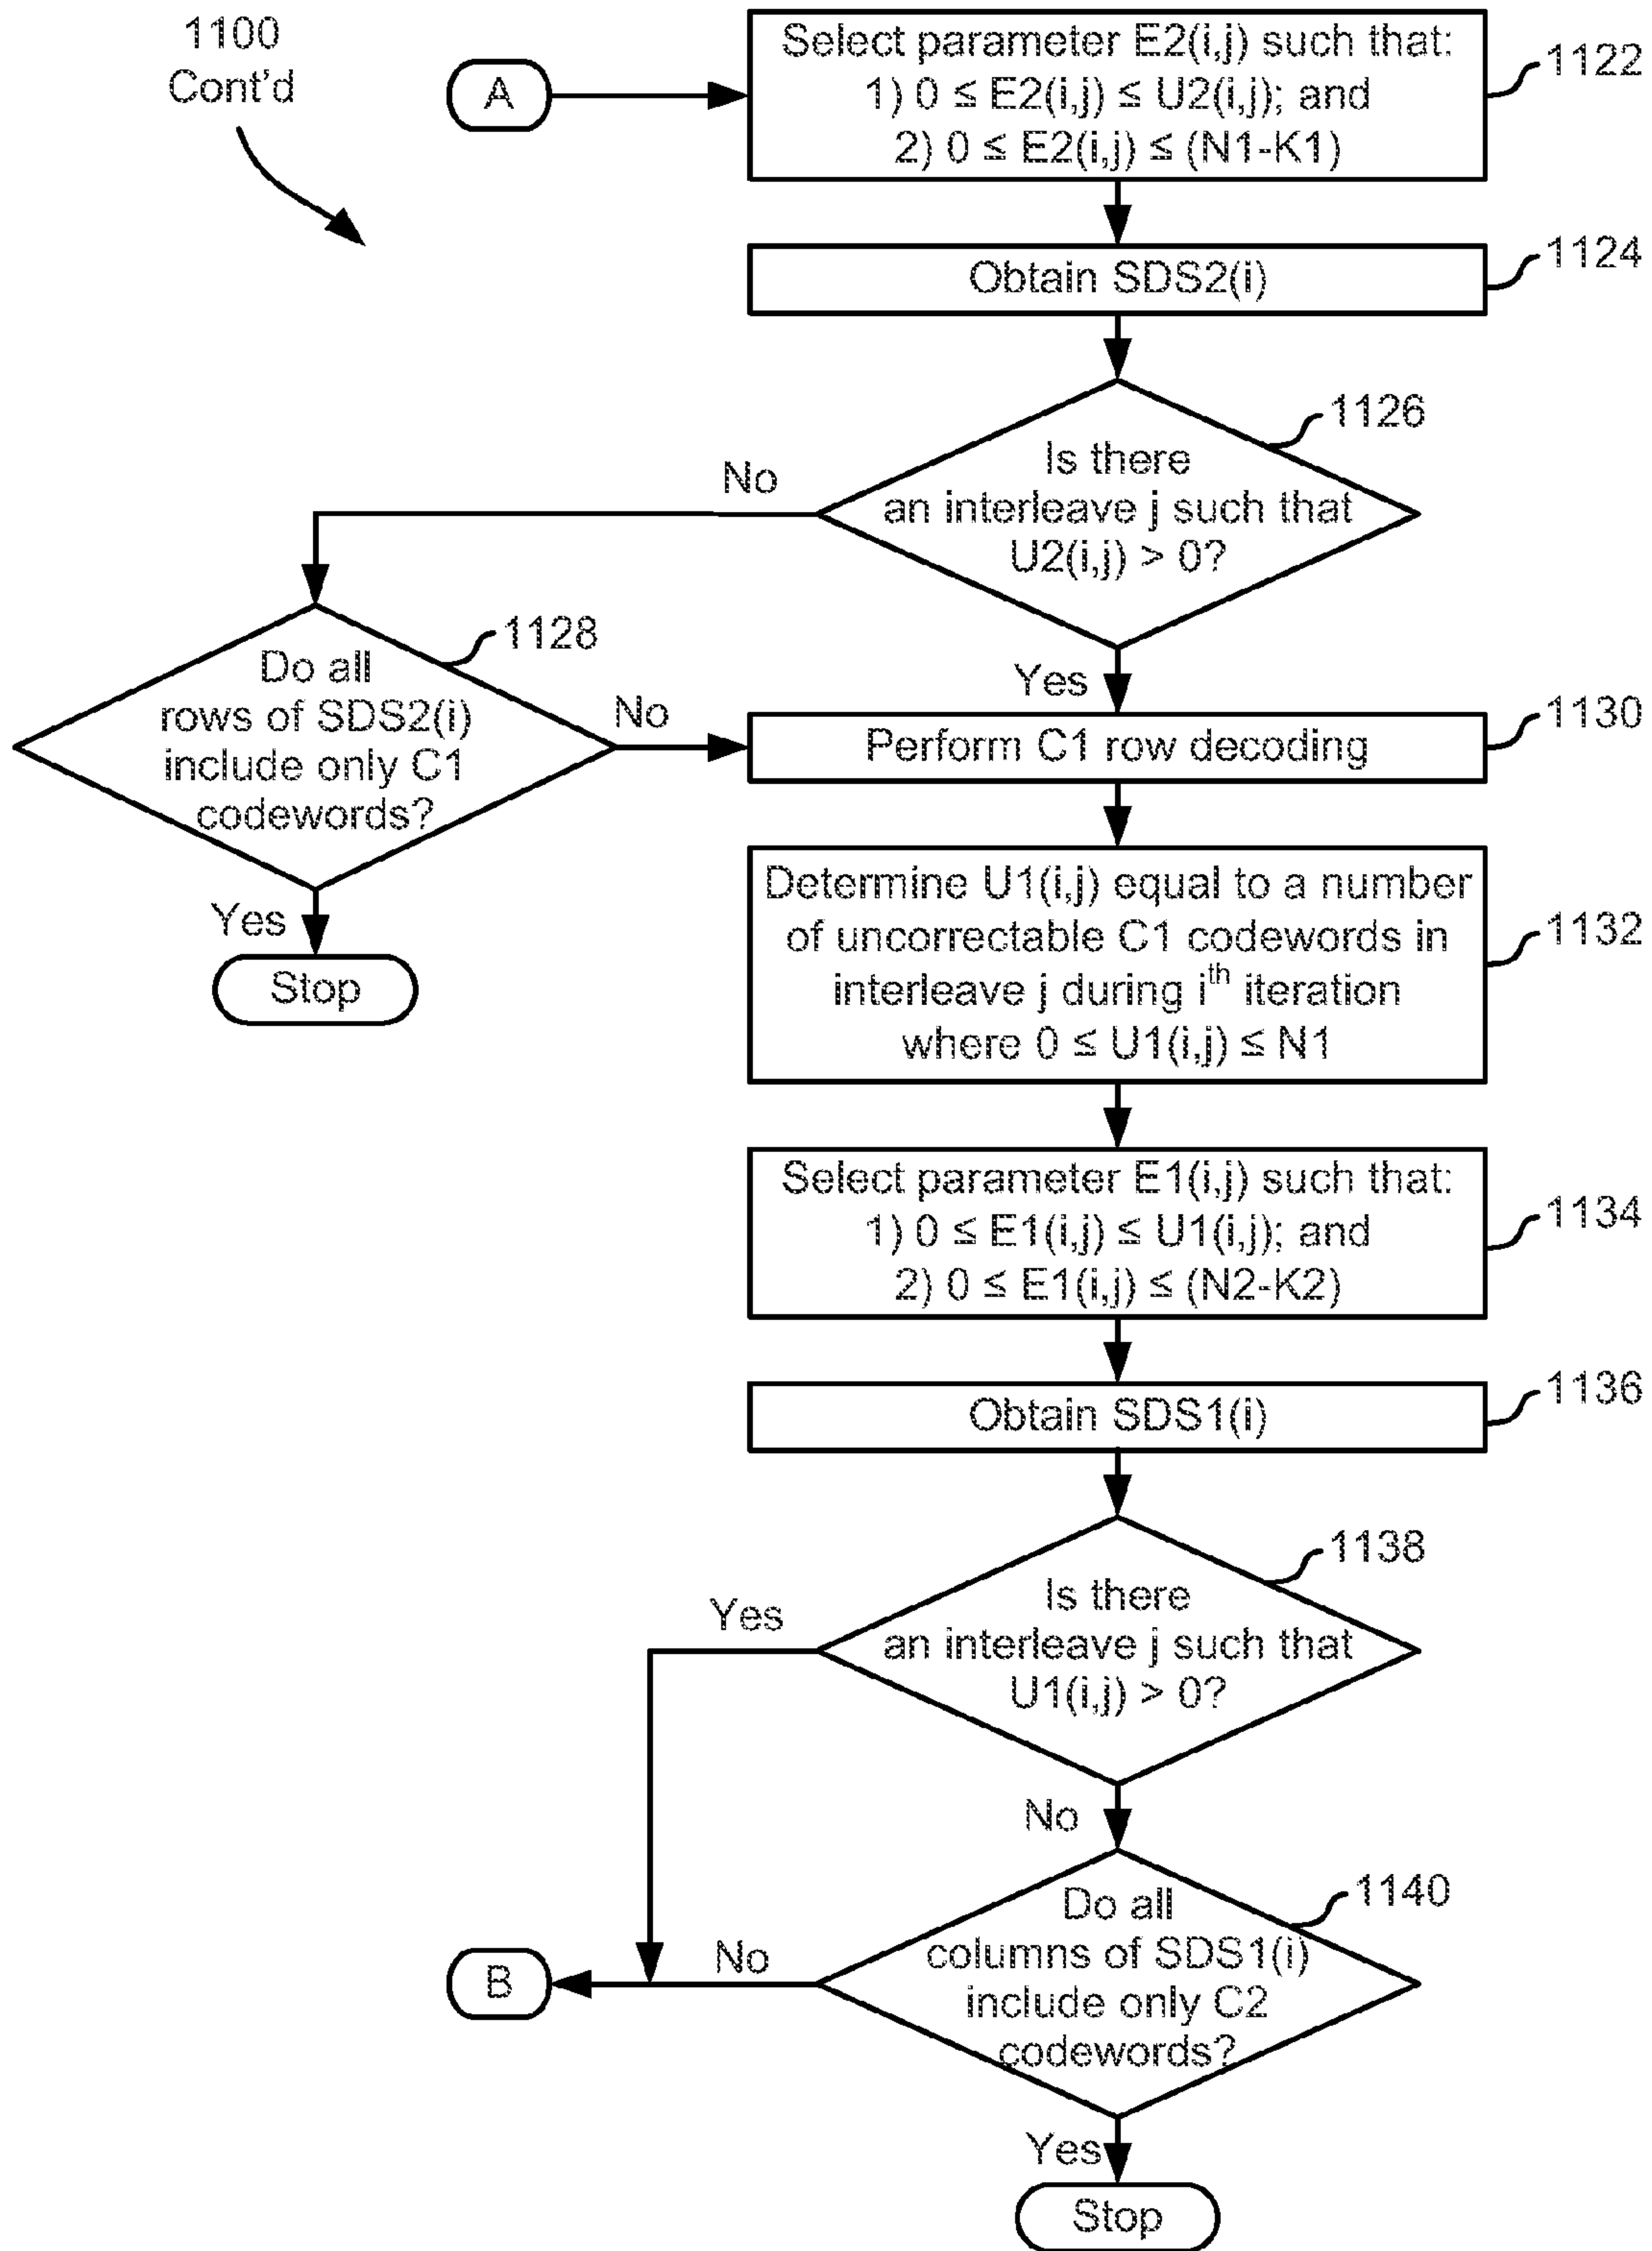 1100
Cont'd
A
Select parameter E2(i,j) such that:
1) 0 ≤ E2(i,j) ≤ U2(i,j); and
2) 0 ≤ E2(i,j) ≤ (N1-K1)
1122
Obtain SDS2(i)
1124
Is there
an interleave j such that
U2(i,j) > 0?
1126
No
Yes
Do all
rows of SDS2(i)
include only C1
codewords?
1128
No
Yes
Stop
Perform C1 row decoding
1130
Determine U1(i,j) equal to a number
of uncorrectable C1 codewords in
interleave j during ith iteration
where 0 ≤ U1(i,j) ≤ N1
1132
Select parameter E1(i,j) such that:
1) 0 ≤ E1(i,j) ≤ U1(i,j); and
2) 0 ≤ E1(i,j) ≤ (N2-K2)
1134
Obtain SDS1(i)
1136
Is there
an interleave j such that
U1(i,j) > 0?
1138
Yes
No
Do all
columns of SDS1(i)
include only C2
codewords?
1140
No
B
Yes
Stop